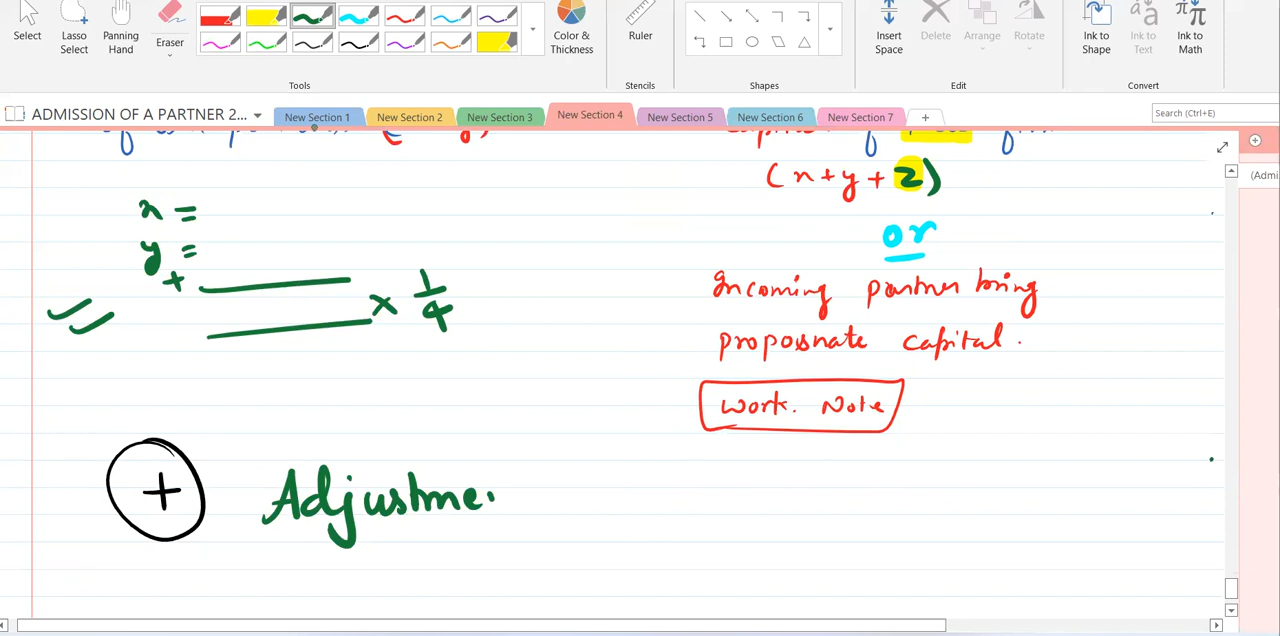 Select
Lasso Select
Panning Hand
Eraser
Color & Thickness
Ruler
Insert Space
Delete
Arrange
Rotate
Ink to Shape
Ink to Text
Ink to Math
Tools
Stencils
Shapes
Edit
Convert
ADMISSION OF A PARTNER 2...
New Section 1
New Section 2
New Section 3
New Section 4
New Section 5
New Section 6
New Section 7
Search (Ctrl+E)
(Admi
(x+y+z)
or
x =
y =
+
x 1/4
Incoming partner bring
proposnate capital.
Work. Note
+ Adjustme